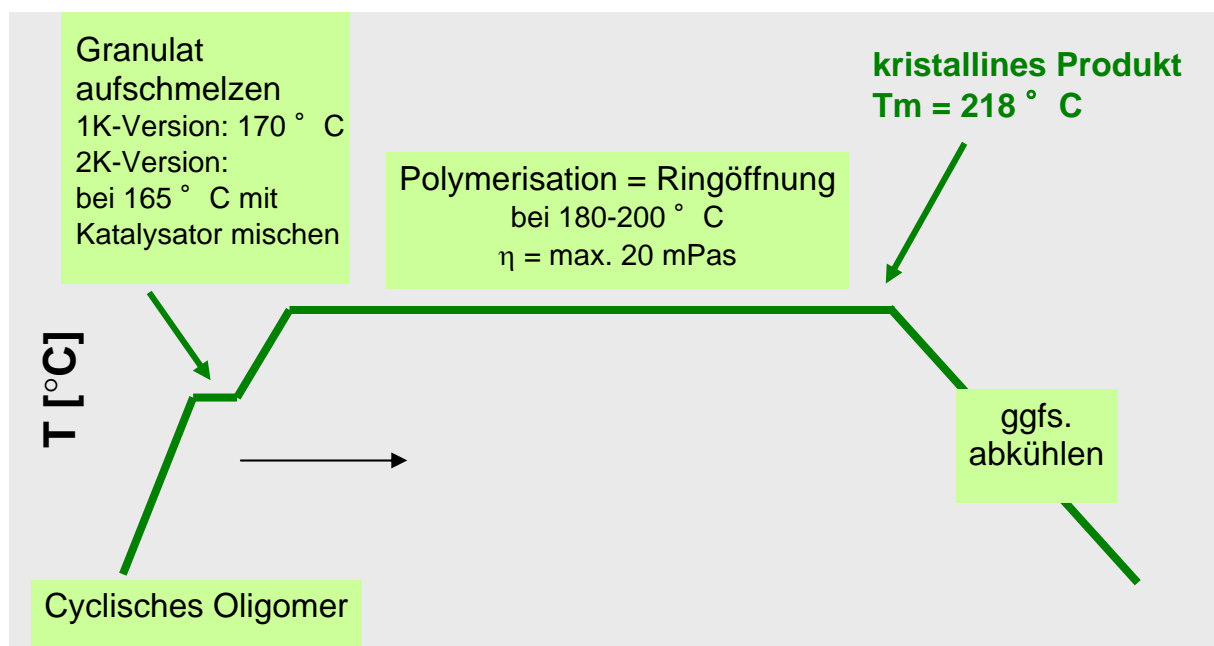 Granulat
aufschmelzen
1K-Version: 170 ° C
2K-Version:
bei 165 ° C mit
Katalysator mischen
kristallines Produkt
Tm = 218 ° C
Polymerisation = Ringöffnung
bei 180-200 ° C
η = max. 20 mPas
T [°C]
ggfs.
abkühlen
Cyclisches Oligomer